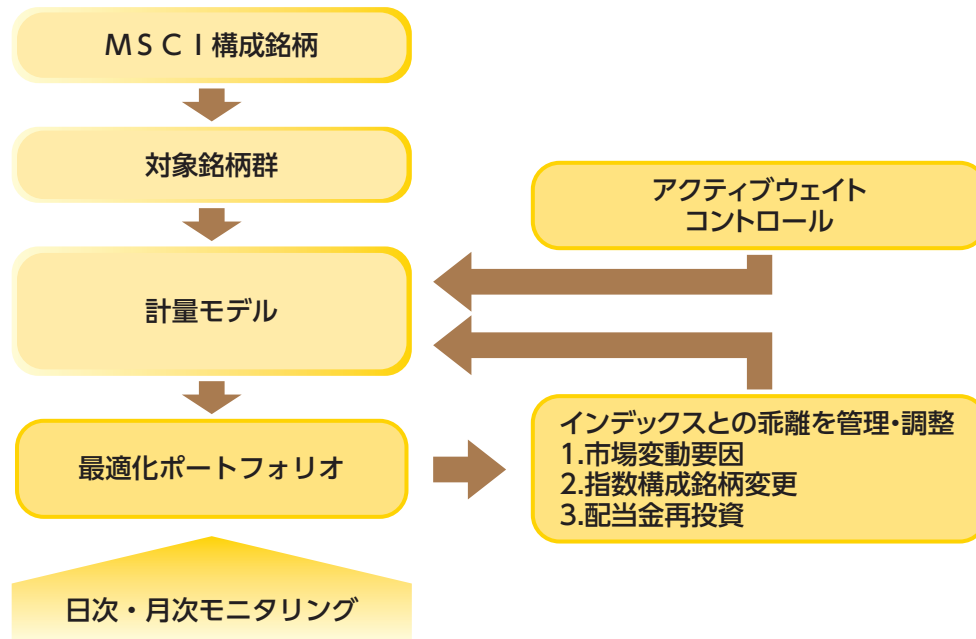 ＭＳＣＩ構成銘柄
対象銘柄群
計量モデル
最適化ポートフォリオ
日次・月次モニタリング
アクティブウェイト
コントロール
インデックスとの乖離を管理・調整
1.市場変動要因
2.指数構成銘柄変更
3.配当金再投資